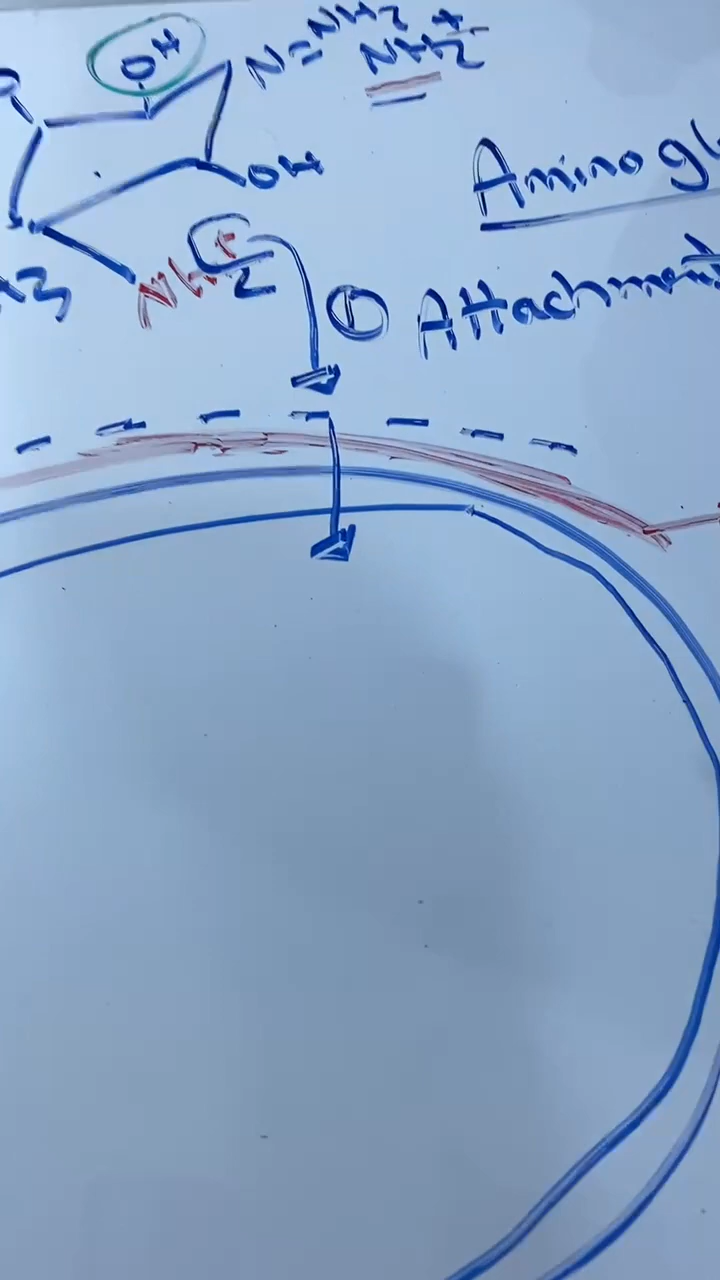 OH
N=NH2
NH2+
OH
Aminogl
NH2+
① Attachment